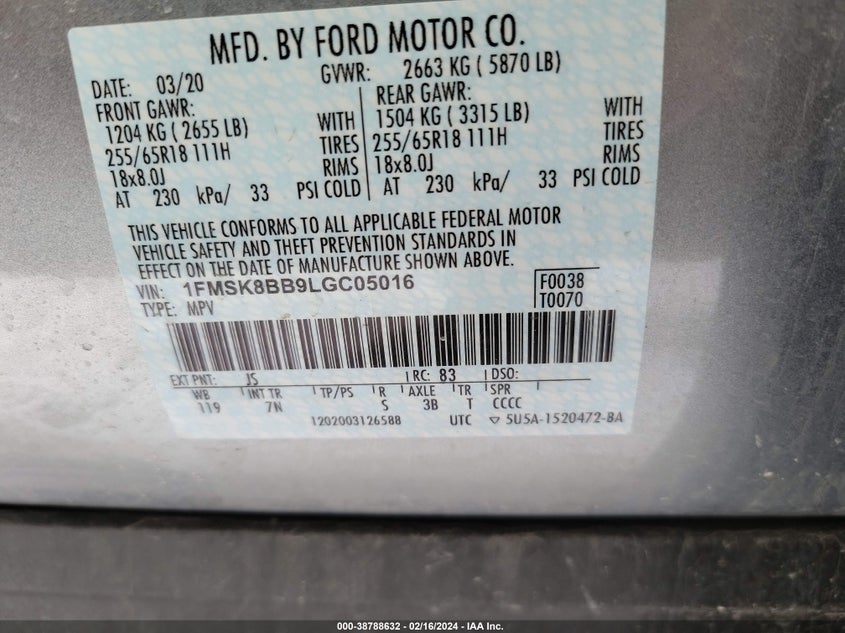 MFD. BY FORD MOTOR CO.
DATE: 03/20 GVWR: 2663 KG ( 5870 LB)
FRONT GAWR: REAR GAWR:
1204 KG ( 2655 LB) WITH 1504 KG ( 3315 LB) WITH
255/65R18 111H TIRES 255/65R18 111H TIRES
18x8.0J RIMS 18x8.0J RIMS
AT 230 kPa/ 33 PSI COLD AT 230 kPa/ 33 PSI COLD
THIS VEHICLE CONFORMS TO ALL APPLICABLE FEDERAL MOTOR
VEHICLE SAFETY AND THEFT PREVENTION STANDARDS IN
EFFECT ON THE DATE OF MANUFACTURE SHOWN ABOVE.
VIN: 1FMSK8BB9LGC05016 F0038
TYPE: MPV T0070
EXT PNT: JS RC: 83 DSO:
WB INT TR TP/PS R AXLE TR SPR
119 7N S 3B T CCCC
1202003126588 UTC ▽ 5U5A-1520472-BA
000-38788632 - 02/16/2024 - IAA Inc.